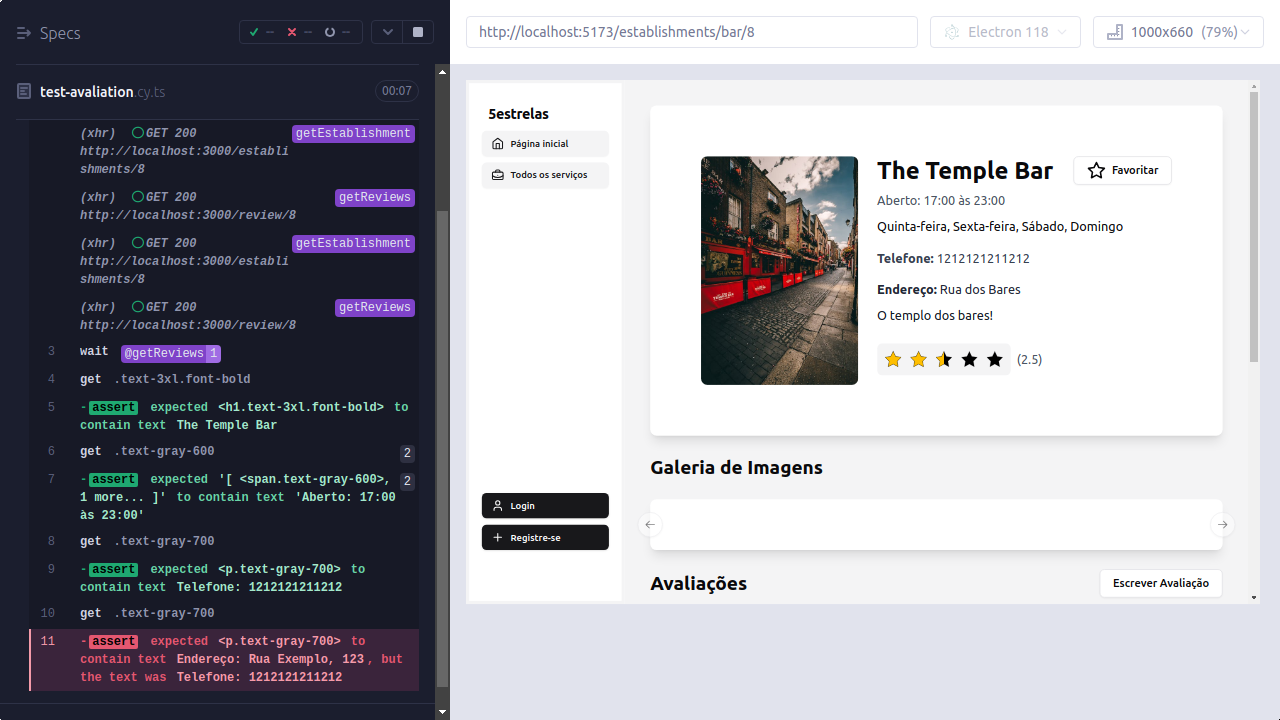 Specs
--
--
--
test-avaliation.cy.ts
00:07
(xhr) GET 200
http://localhost:3000/establi
shments/8
getEstablishment
(xhr) GET 200
http://localhost:3000/review/8
getReviews
(xhr) GET 200
http://localhost:3000/establi
shments/8
getEstablishment
(xhr) GET 200
http://localhost:3000/review/8
getReviews
3 wait @getReviews 1
4 get .text-3xl.font-bold
5 -assert expected <h1.text-3xl.font-bold> to
contain text The Temple Bar
6 get .text-gray-600 2
7 -assert expected '[ <span.text-gray-600>, 2
1 more... ]' to contain text 'Aberto: 17:00
às 23:00'
8 get .text-gray-700
9 -assert expected <p.text-gray-700> to
contain text Telefone: 1212121211212
10 get .text-gray-700
11 -assert expected <p.text-gray-700> to
contain text Endereço: Rua Exemplo, 123, but
the text was Telefone: 1212121211212
http://localhost:5173/establishments/bar/8
Electron 118
1000x660 (79%)
5estrelas
Página inicial
Todos os serviços
Login
Registre-se
The Temple Bar
Favoritar
Aberto: 17:00 às 23:00
Quinta-feira, Sexta-feira, Sábado, Domingo
Telefone: 1212121211212
Endereço: Rua dos Bares
O templo dos bares!
(2.5)
Galeria de Imagens
Avaliações
Escrever Avaliação